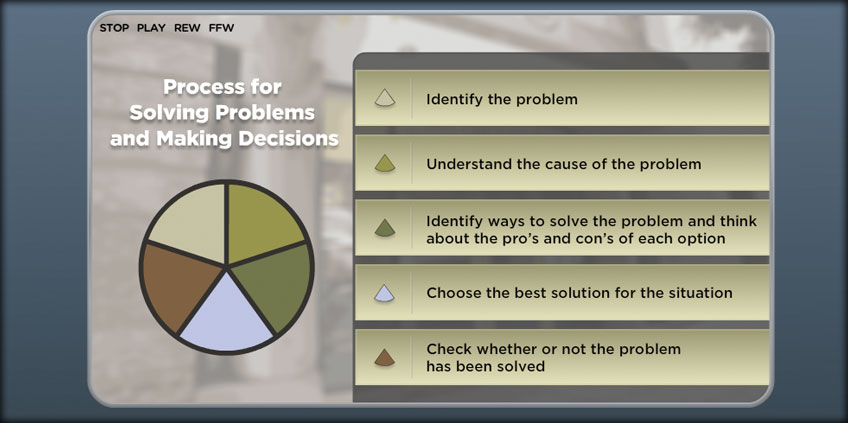 STOP PLAY REW FFW
Process for
Solving Problems
and Making Decisions
Identify the problem
Understand the cause of the problem
Identify ways to solve the problem and think
about the pro's and con's of each option
Choose the best solution for the situation
Check whether or not the problem
has been solved